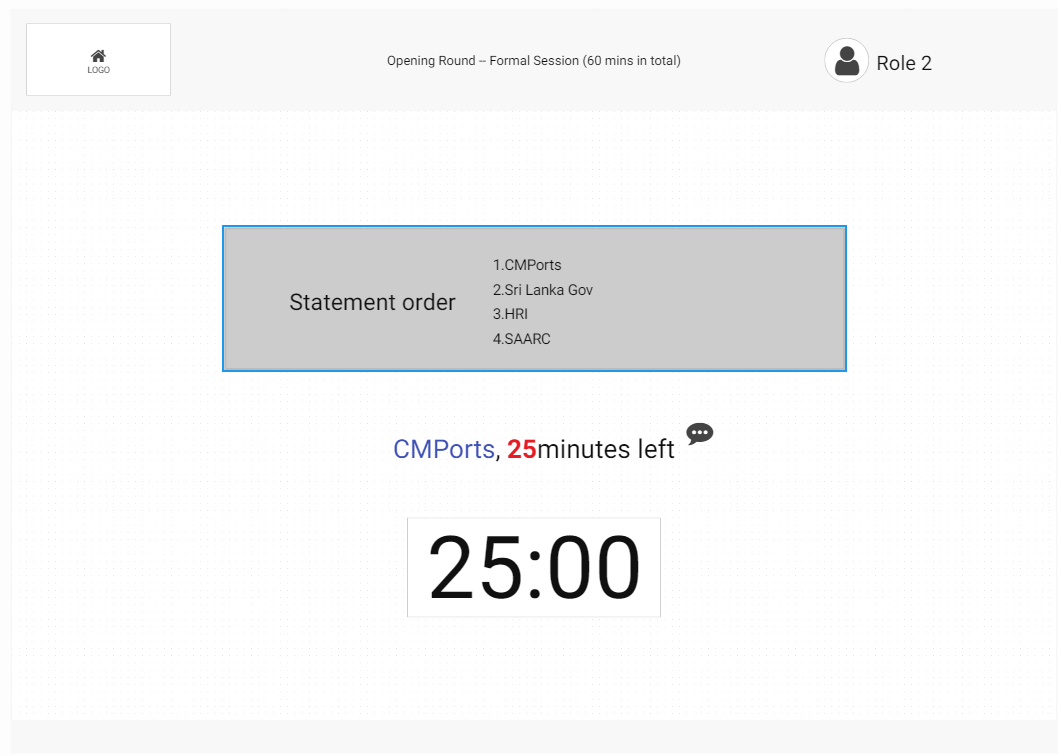 LOGO
Opening Round -- Formal Session (60 mins in total)
Role 2
Statement order
1.CMPorts
2.Sri Lanka Gov
3.HRI
4.SAARC
CMPorts, 25minutes left
25:00